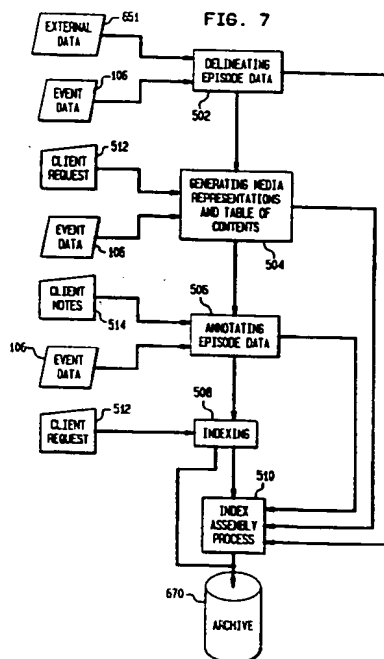 FIG. 7
EXTERNAL
DATA
651
EVENT
DATA
106
DELINEATING
EPISODE DATA
502
CLIENT
REQUEST
512
EVENT
DATA
106
GENERATING MEDIA
REPRESENTATIONS
AND TABLE OF
CONTENTS
504
CLIENT
NOTES
514
106
EVENT
DATA
506
ANNOTATING
EPISODE DATA
CLIENT
REQUEST
512
508
INDEXING
510
INDEX
ASSEMBLY
PROCESS
670
ARCHIVE